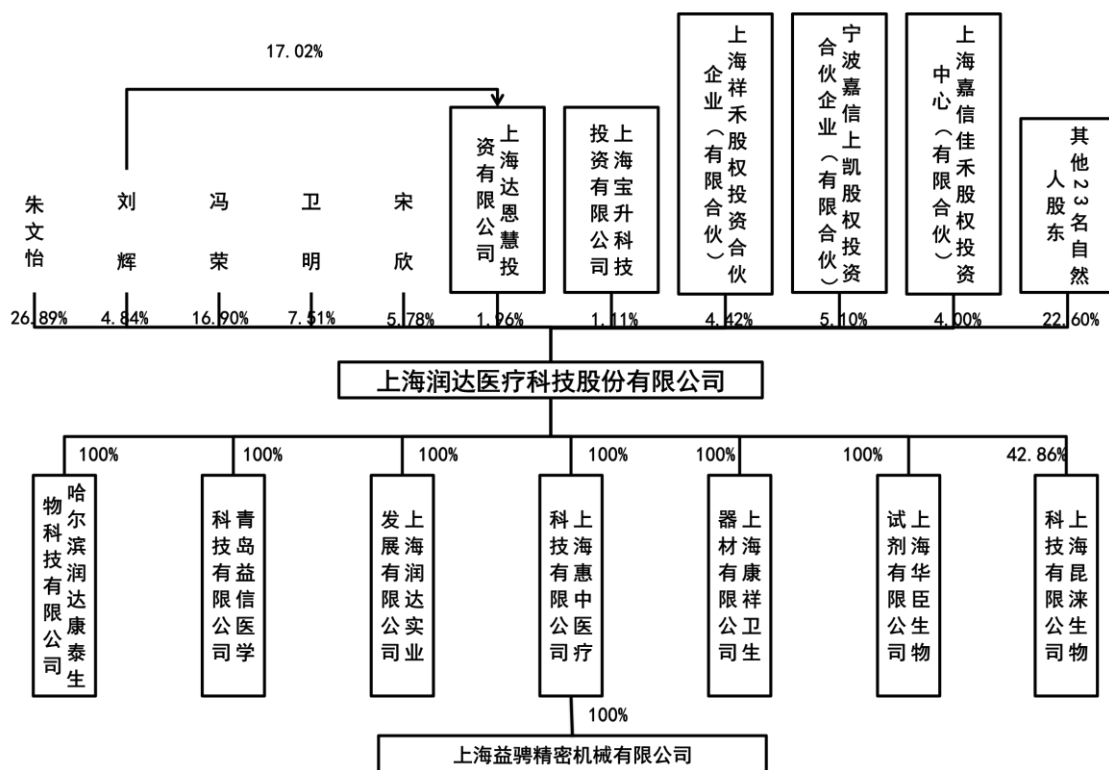 17.02%
朱文怡
刘辉
冯荣
卫明
宋欣
上海达恩慧投
资有限公司
上海宝升科技
投资有限公司
上海祥禾股权投资合伙
企业（有限合伙）
宁波嘉信上凯股权投资
合伙企业（有限合伙）
上海嘉信佳禾股权投资
中心（有限合伙）
其他23名自然
人股东
26.89%
4.84%
16.90%
7.51%
5.78%
1.96%
1.11%
4.42%
5.10%
4.00%
22.60%
上海润达医疗科技股份有限公司
100%
100%
100%
100%
100%
100%
42.86%
哈尔滨润达康泰生
物科技有限公司
青岛益信医学
科技有限公司
上海润达实业
发展有限公司
上海惠中医疗
科技有限公司
上海康祥卫生
器材有限公司
上海华臣生物
试剂有限公司
上海昆涞生物
科技有限公司
100%
上海益骋精密机械有限公司